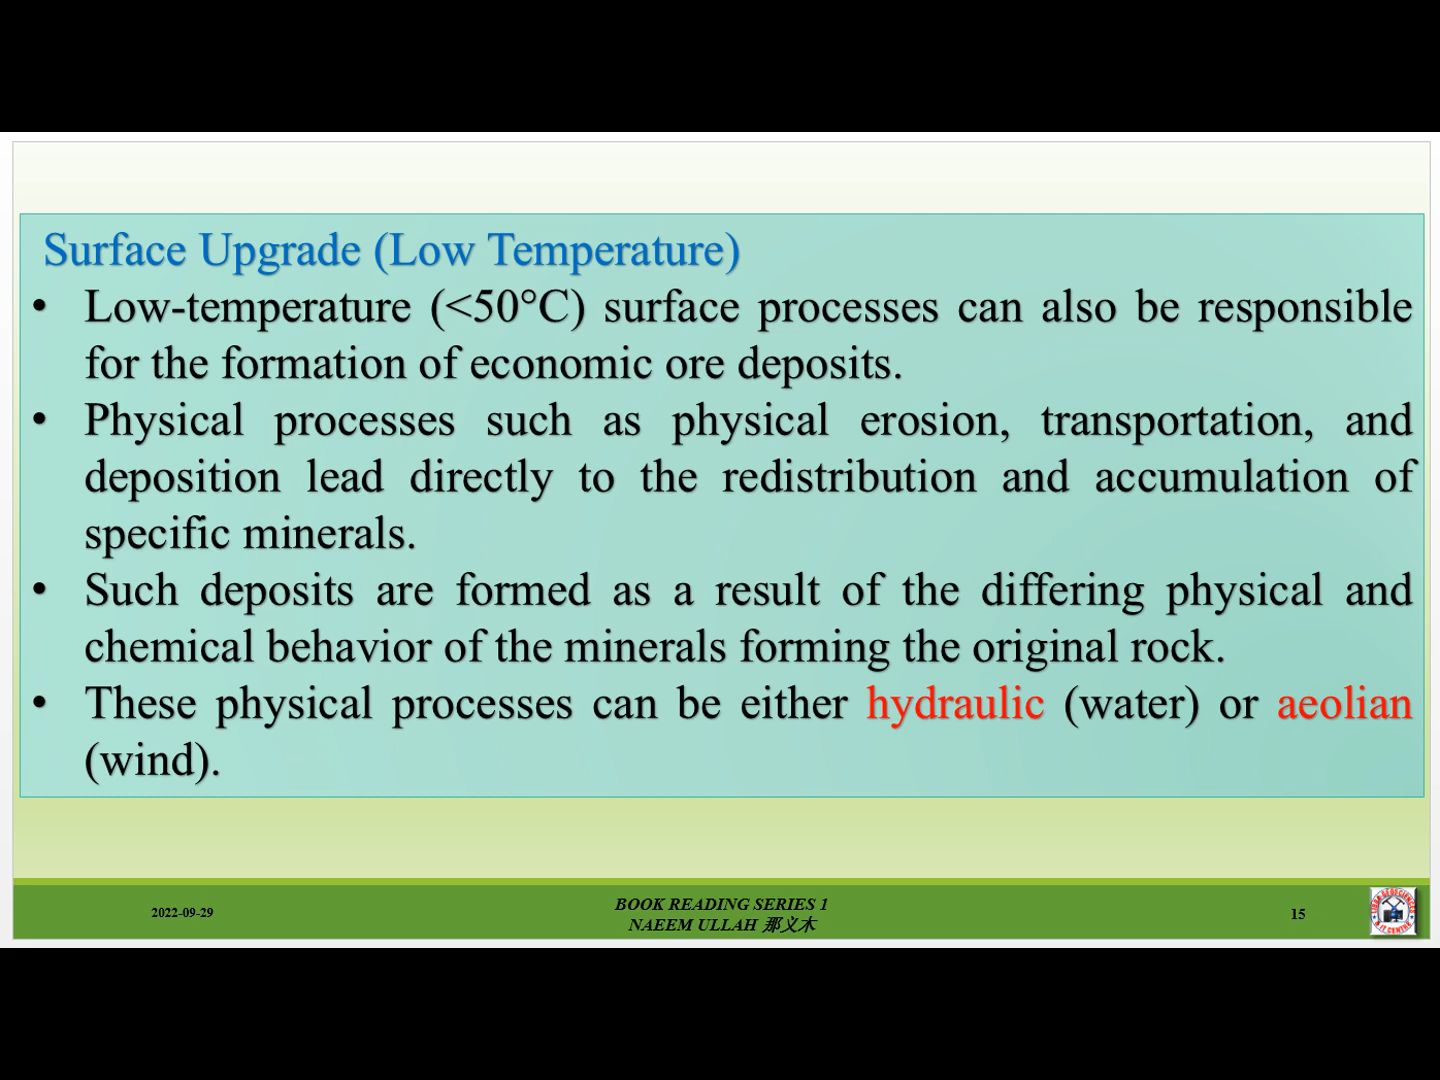 Surface Upgrade (Low Temperature)
• Low-temperature (<50°C) surface processes can also be responsible
for the formation of economic ore deposits.
• Physical processes such as physical erosion, transportation, and
deposition lead directly to the redistribution and accumulation of
specific minerals.
• Such deposits are formed as a result of the differing physical and
chemical behavior of the minerals forming the original rock.
• These physical processes can be either hydraulic (water) or aeolian
(wind).
2022-09-29
BOOK READING SERIES 1
NAEEM ULLAH 那义木
15